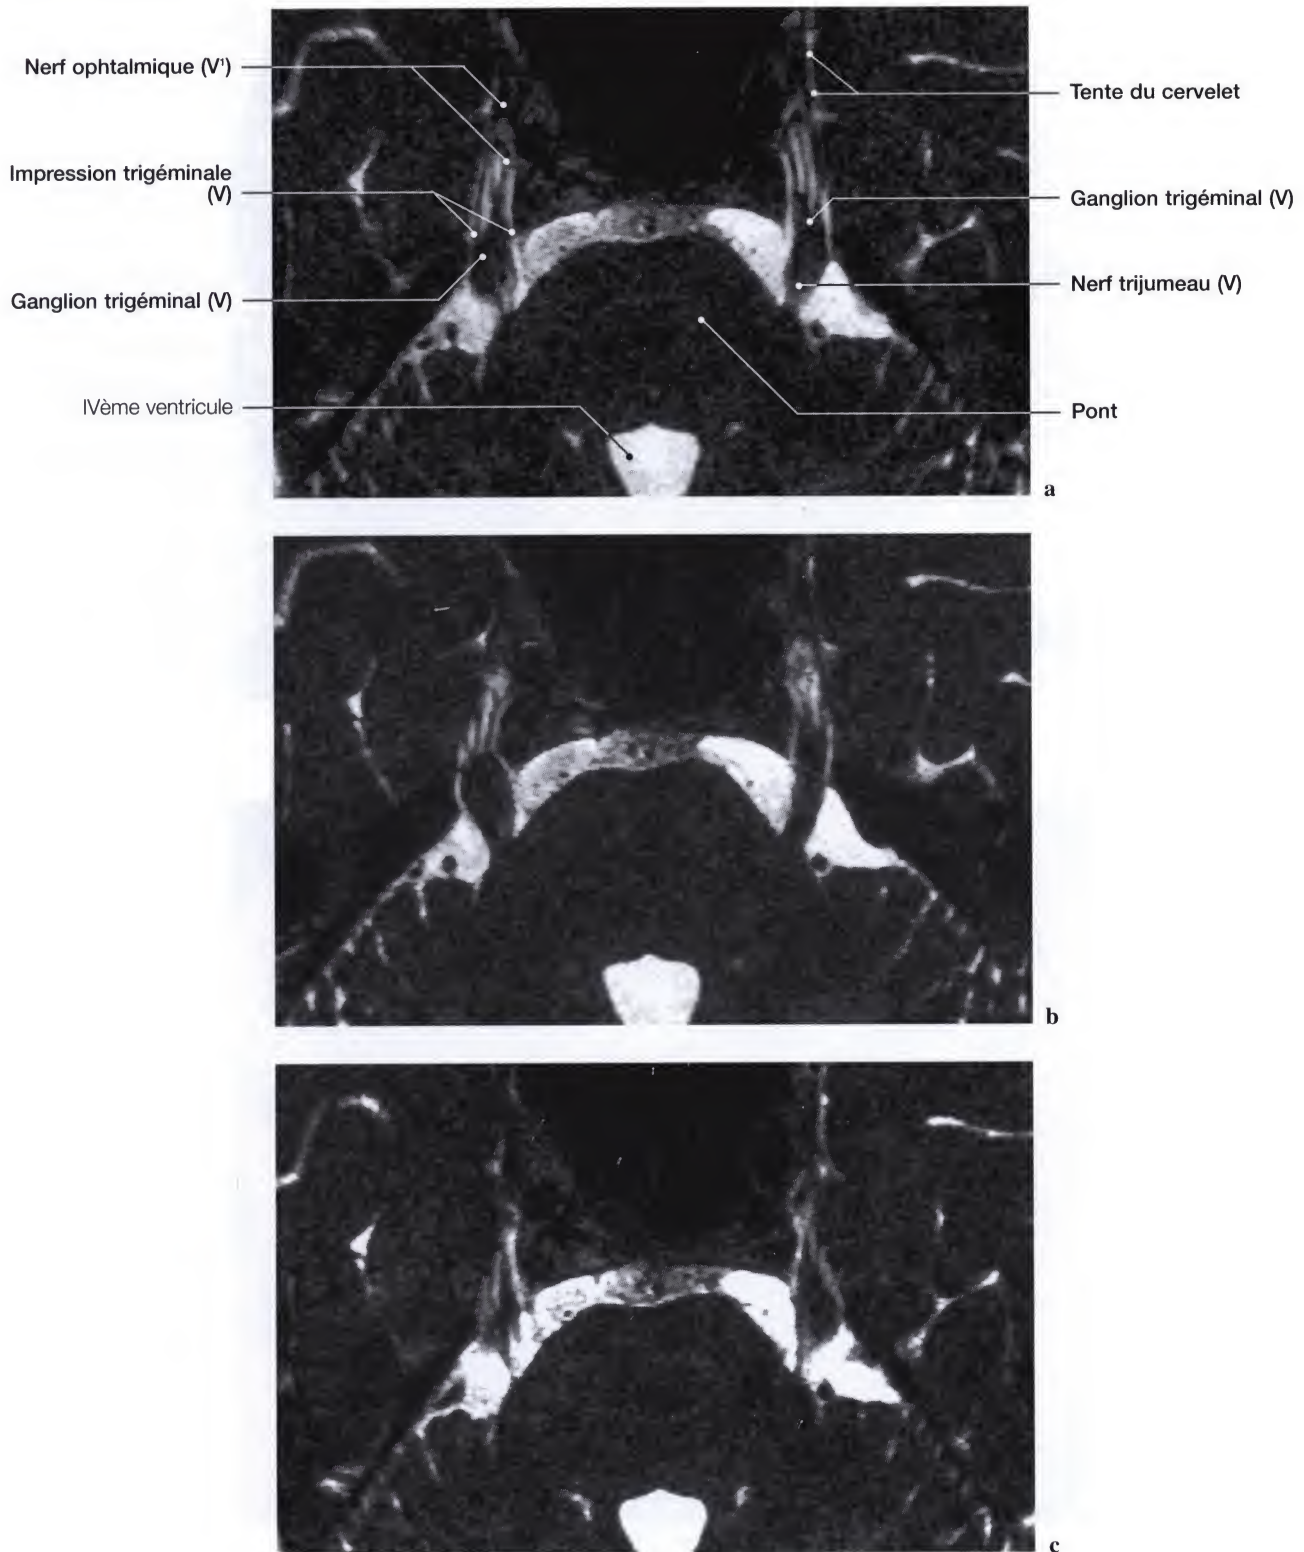 Nerf ophtalmique (V¹)
Impression trigéminale
(V)
Ganglion trigéminal (V)
IVème ventricule
Tente du cervelet
Ganglion trigéminal (V)
Nerf trijumeau (V)
Pont
a
b
c